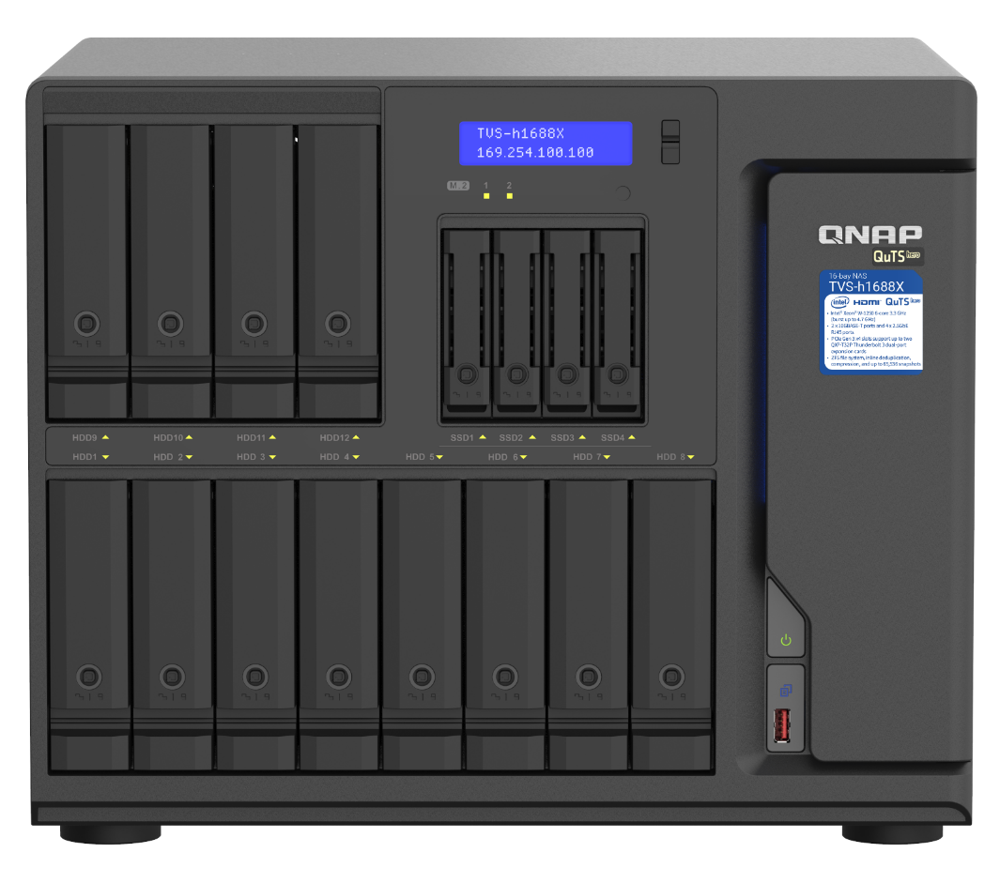 TVS-h1688X
169.254.100.100
M.2 1 2
QNAP
QuTS hero
16-bay NAS
TVS-h1688X
intel HDMI QuTS hero
• Intel® Xeon® W-1250 6-core 3.3 GHz
(burst up to 4.7 GHz)
• 2 x 10GBASE-T ports and 4 x 2.5GbE
RJ45 ports
• PCIe Gen 3 x4 slots support up to two
QXP-T32P Thunderbolt 3 dual-port
expansion cards
• ZFS file system, inline deduplication,
compression, and up to 65,536 snapshots
HDD9 HDD10 HDD11 HDD12 SSD1 SSD2 SSD3 SSD4
HDD1 HDD 2 HDD 3 HDD 4 HDD 5 HDD 6 HDD 7 HDD 8